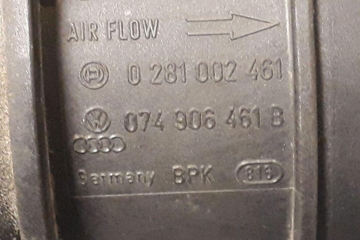 AIR FLOW
0 281 002 461
074 906 461 B
Germany BPK 816